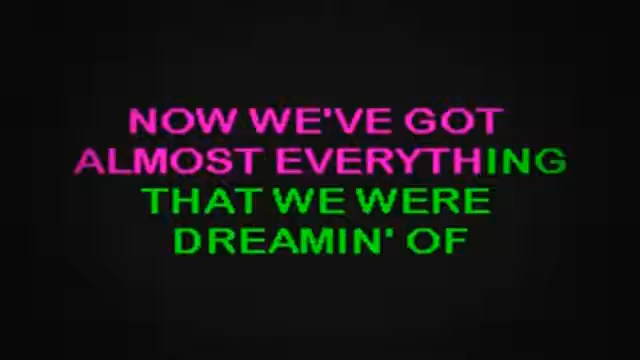 NOW WE'VE GOT
ALMOST EVERYTHING
THAT WE WERE
DREAMIN' OF